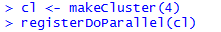 > cl <- makeCluster(4)
> registerDoParallel(cl)